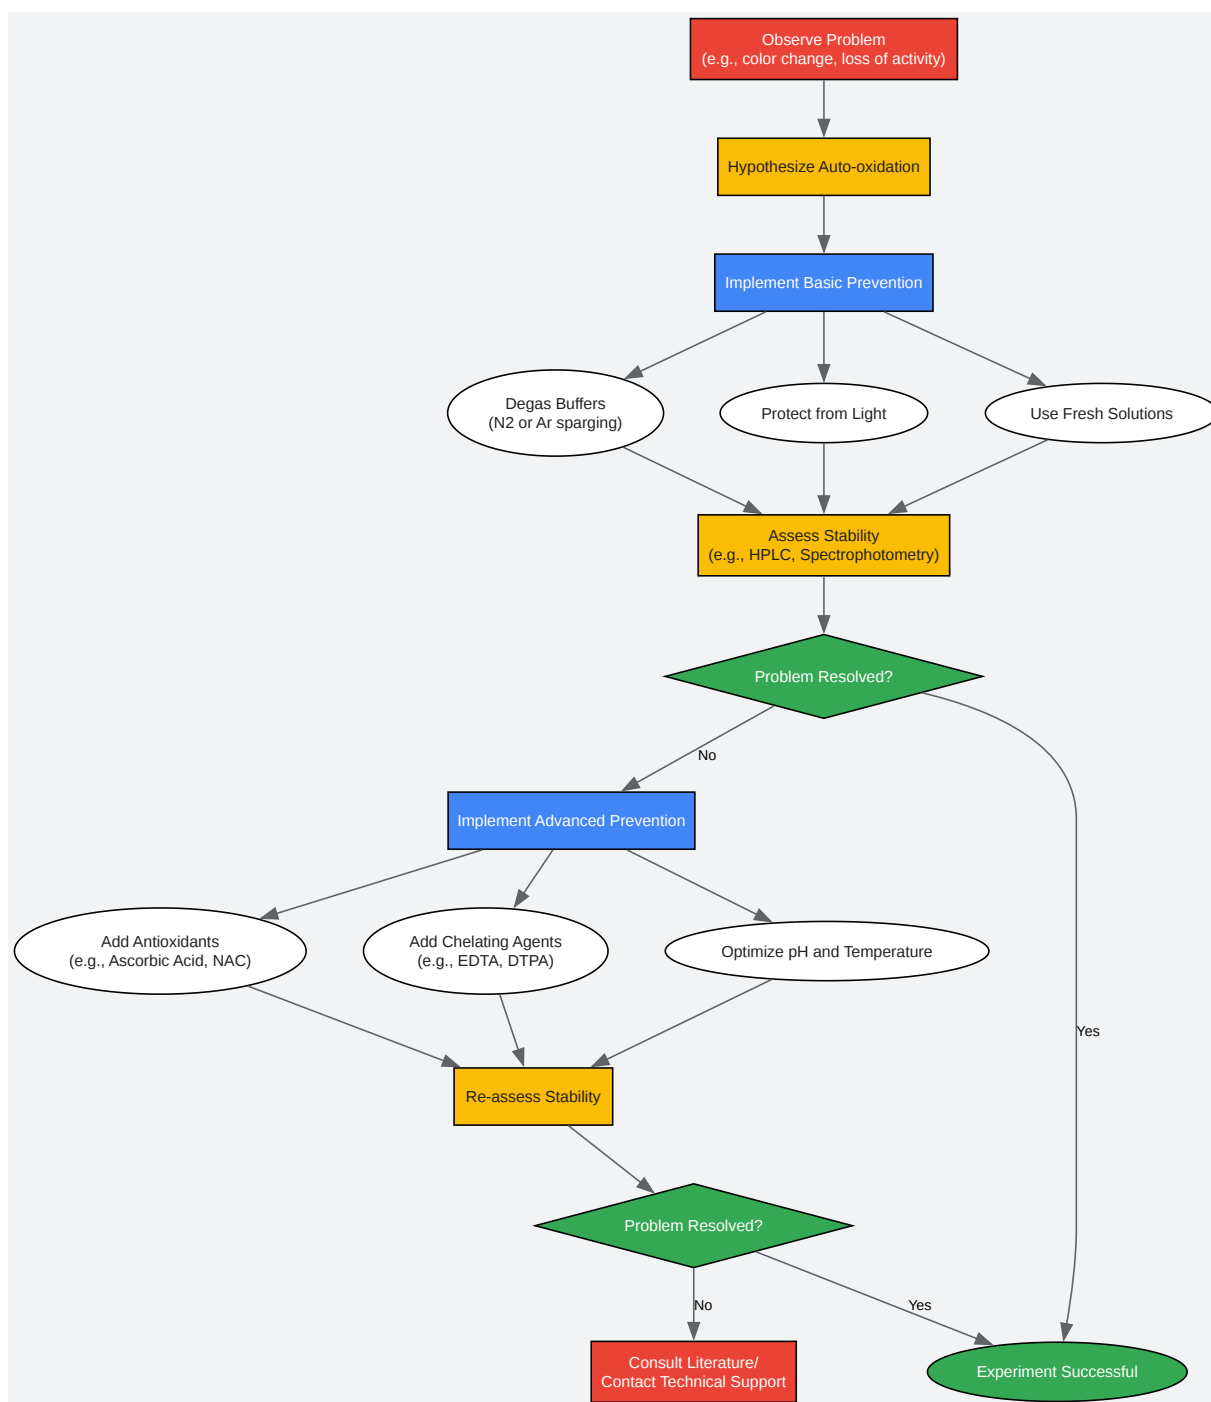 Observe Problem
(e.g., color change, loss of activity)
Hypothesize Auto-oxidation
Implement Basic Prevention
Degas Buffers
(N2 or Ar sparging)
Protect from Light
Use Fresh Solutions
Assess Stability
(e.g., HPLC, Spectrophotometry)
Problem Resolved?
No
Implement Advanced Prevention
Add Antioxidants
(e.g., Ascorbic Acid, NAC)
Add Chelating Agents
(e.g., EDTA, DTPA)
Optimize pH and Temperature
Yes
Re-assess Stability
Problem Resolved?
No
Yes
Consult Literature/
Contact Technical Support
Experiment Successful